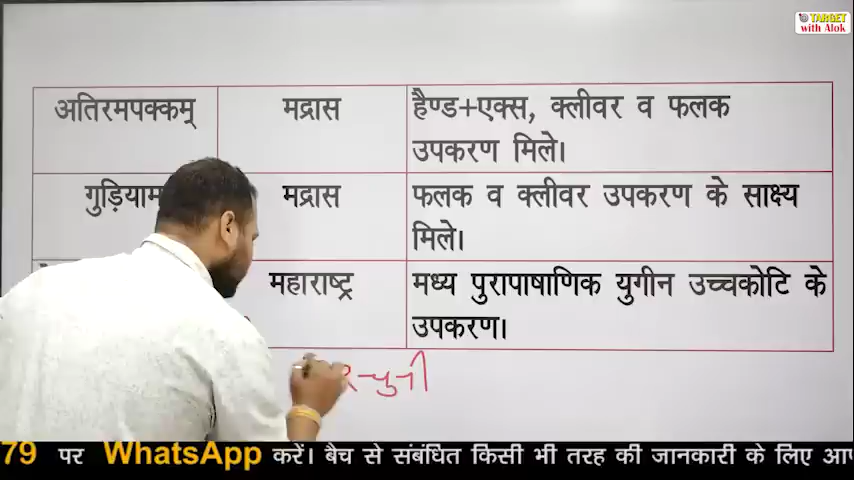 TARGET
with Alok
अतिरमपक्कम् मद्रास हैण्ड+एक्स, क्लीवर व फलक
उपकरण मिले।
गुड़ियाम मद्रास फलक व क्लीवर उपकरण के साक्ष्य
मिले।
महाराष्ट्र मध्य पुरापाषाणिक युगीन उच्चकोटि के
उपकरण।
79 पर WhatsApp करें। बैच से संबंधित किसी भी तरह की जानकारी के लिए